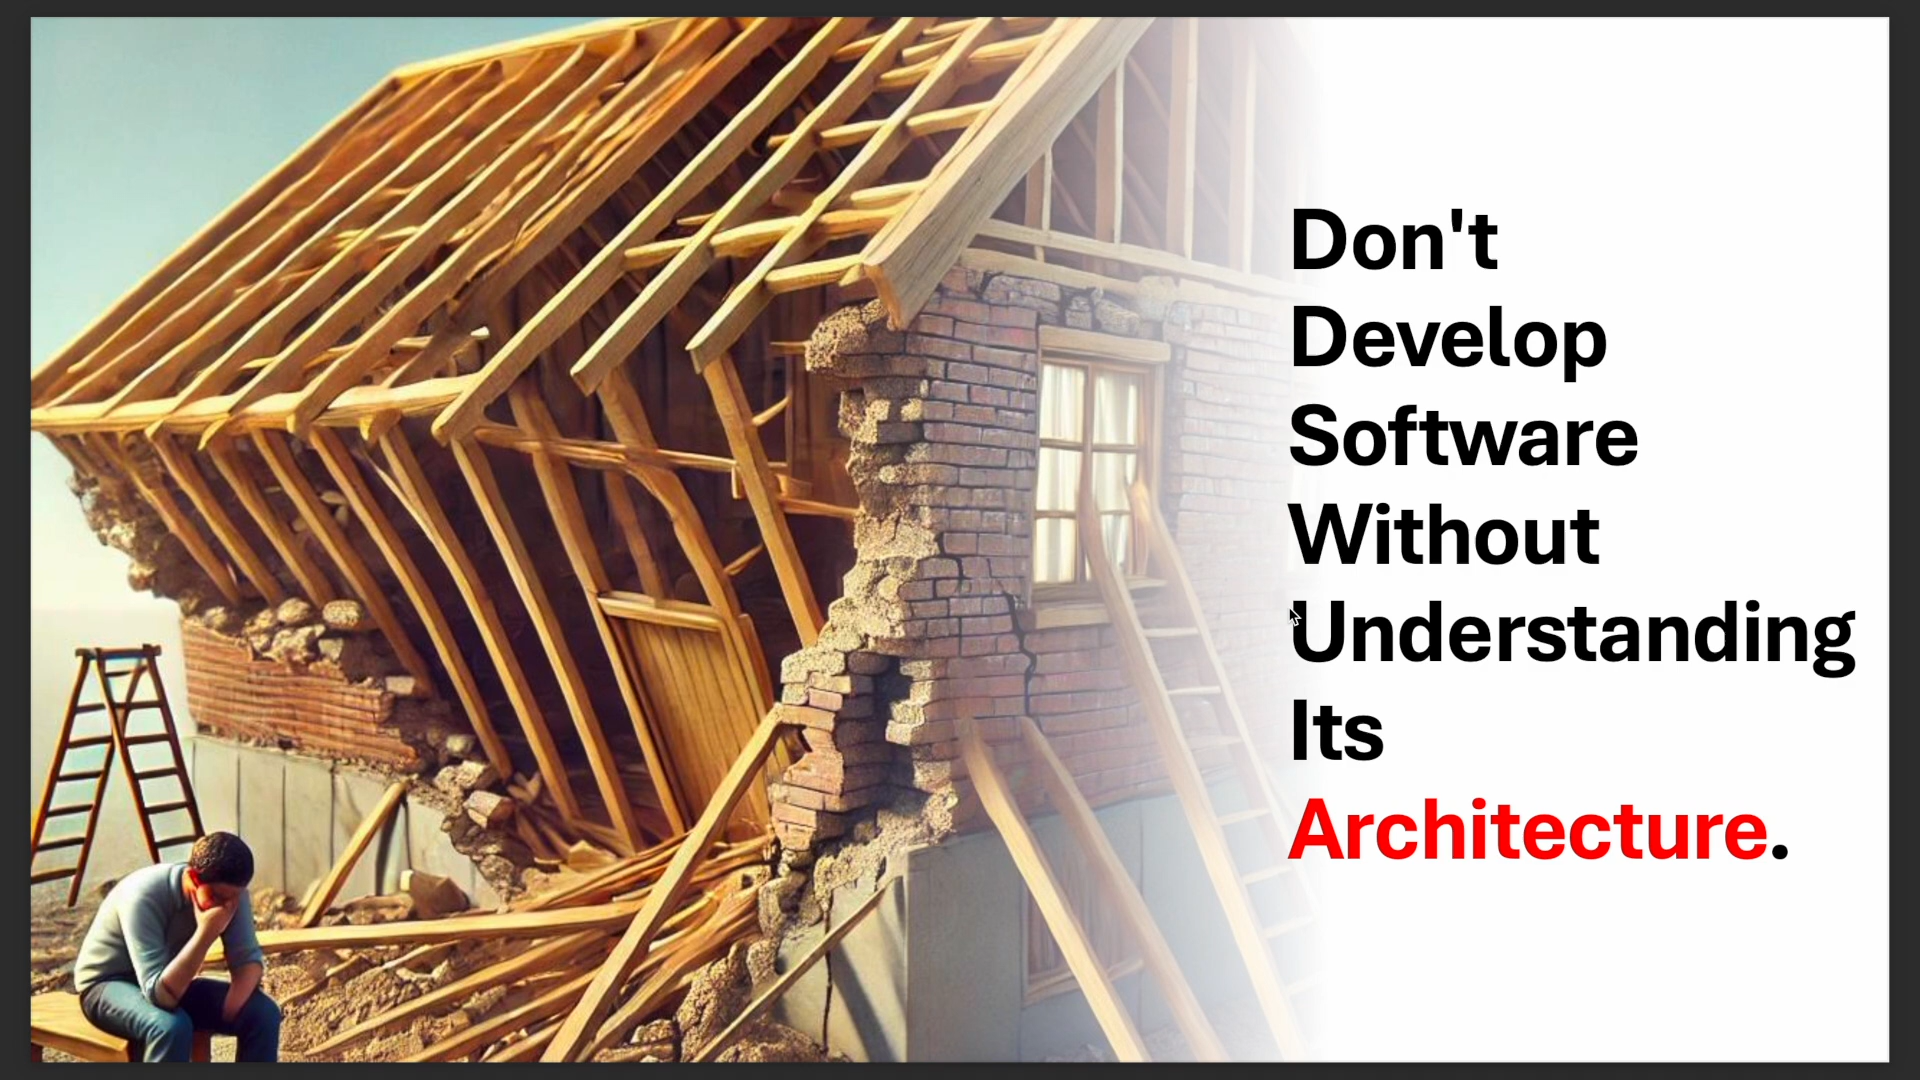 Don't
Develop
Software
Without
Understanding
Its
Architecture.